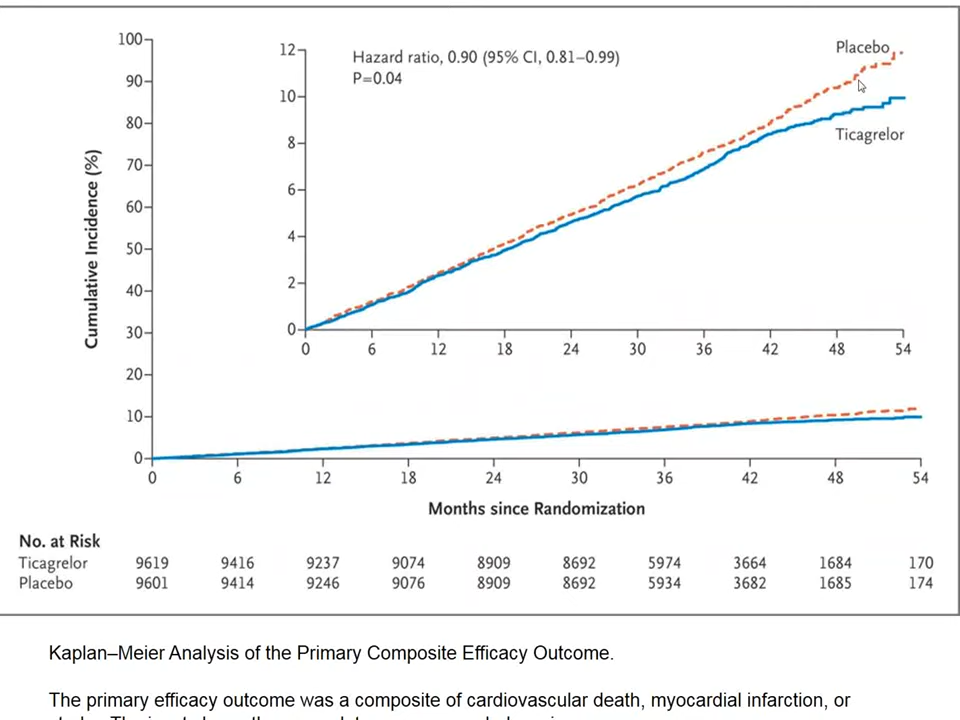 100
90
80
70
60
50
40
30
20
10
0
Cumulative Incidence (%)
12
10
8
6
4
2
0
Hazard ratio, 0.90 (95% CI, 0.81–0.99)
P=0.04
Placebo
Ticagrelor
0 6 12 18 24 30 36 42 48 54
0 6 12 18 24 30 36 42 48 54
Months since Randomization
No. at Risk
Ticagrelor 9619 9416 9237 9074 8909 8692 5974 3664 1684 170
Placebo 9601 9414 9246 9076 8909 8692 5934 3682 1685 174
Kaplan–Meier Analysis of the Primary Composite Efficacy Outcome.
The primary efficacy outcome was a composite of cardiovascular death, myocardial infarction, or